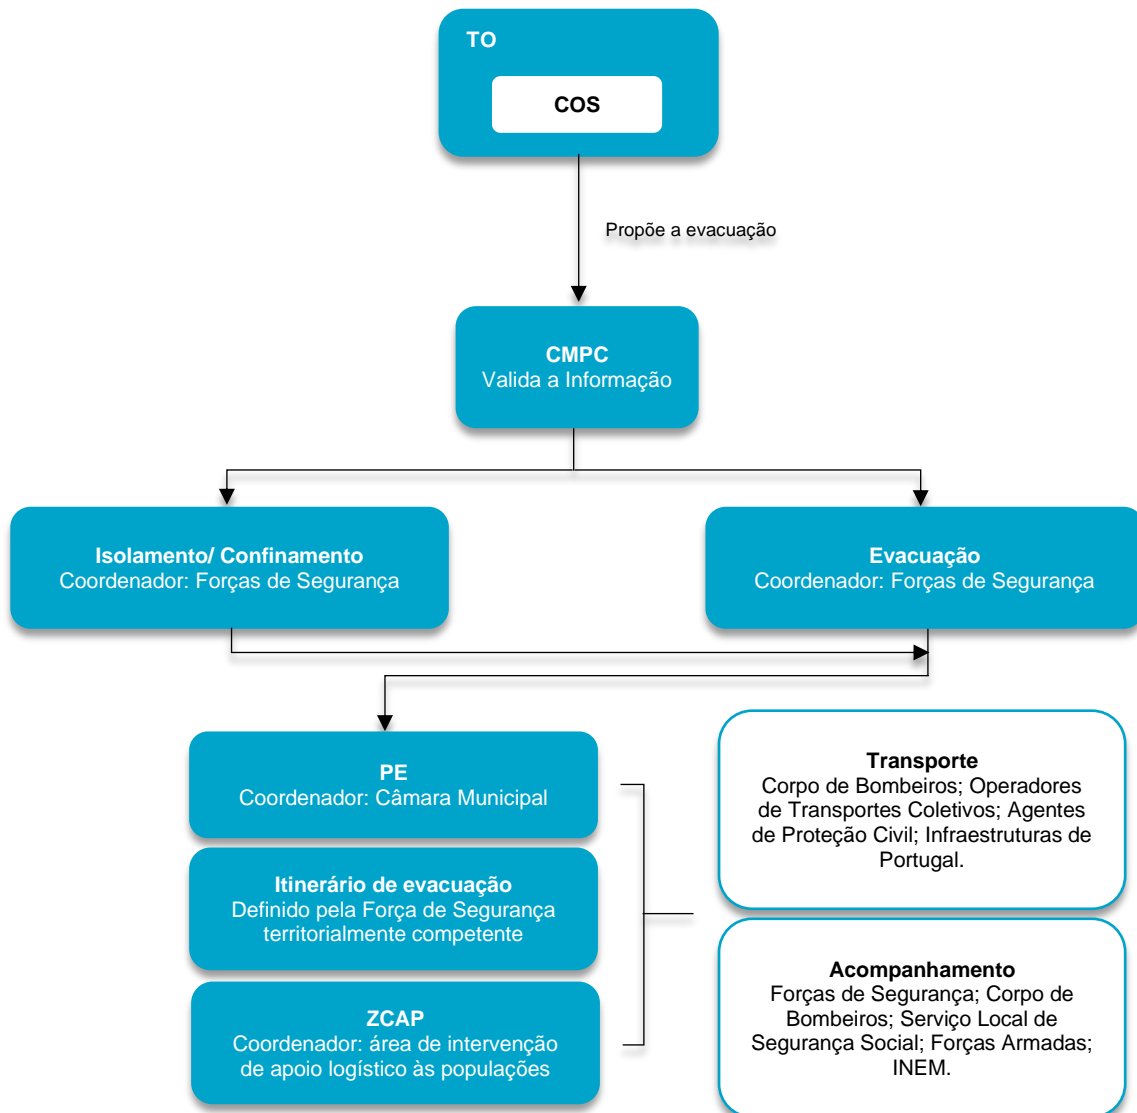 TO
COS
Propõe a evacuação
CMPC
Valida a Informação
Isolamento/ Confinamento
Coordenador: Forças de Segurança
Evacuação
Coordenador: Forças de Segurança
PE
Coordenador: Câmara Municipal
Itinerário de evacuação
Definido pela Força de Segurança
territorialmente competente
ZCAP
Coordenador: área de intervenção
de apoio logístico às populações
Transporte
Corpo de Bombeiros; Operadores
de Transportes Coletivos; Agentes
de Proteção Civil; Infraestruturas de
Portugal.
Acompanhamento
Forças de Segurança; Corpo de
Bombeiros; Serviço Local de
Segurança Social; Forças Armadas;
INEM.